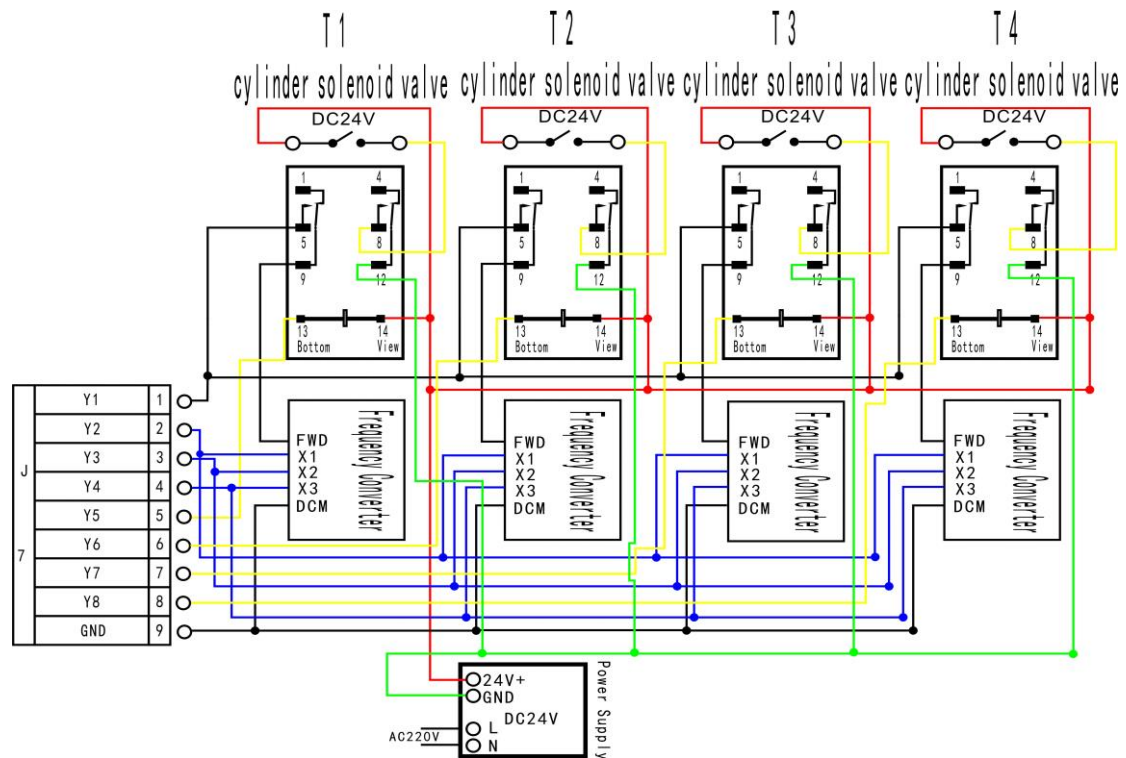 T1 T2 T3 T4
cylinder solenoid valve cylinder solenoid valve cylinder solenoid valve cylinder solenoid valve
DC24V DC24V DC24V DC24V
1 4 1 4 1 4 1 4
5 8 5 8 5 8 5 8
9 12 9 12 9 12 9 12
13 14 13 14 13 14 13 14
Bottom View Bottom View Bottom View Bottom View
J7
Y1 1
Y2 2
Y3 3
Y4 4
Y5 5
Y6 6
Y7 7
Y8 8
GND 9
FWD
X1
X2
X3
DCM
Frequency Converter
FWD
X1
X2
X3
DCM
Frequency Converter
FWD
X1
X2
X3
DCM
Frequency Converter
FWD
X1
X2
X3
DCM
Frequency Converter
24V+
GND
DC24V
L
N
AC220V
Power Supply